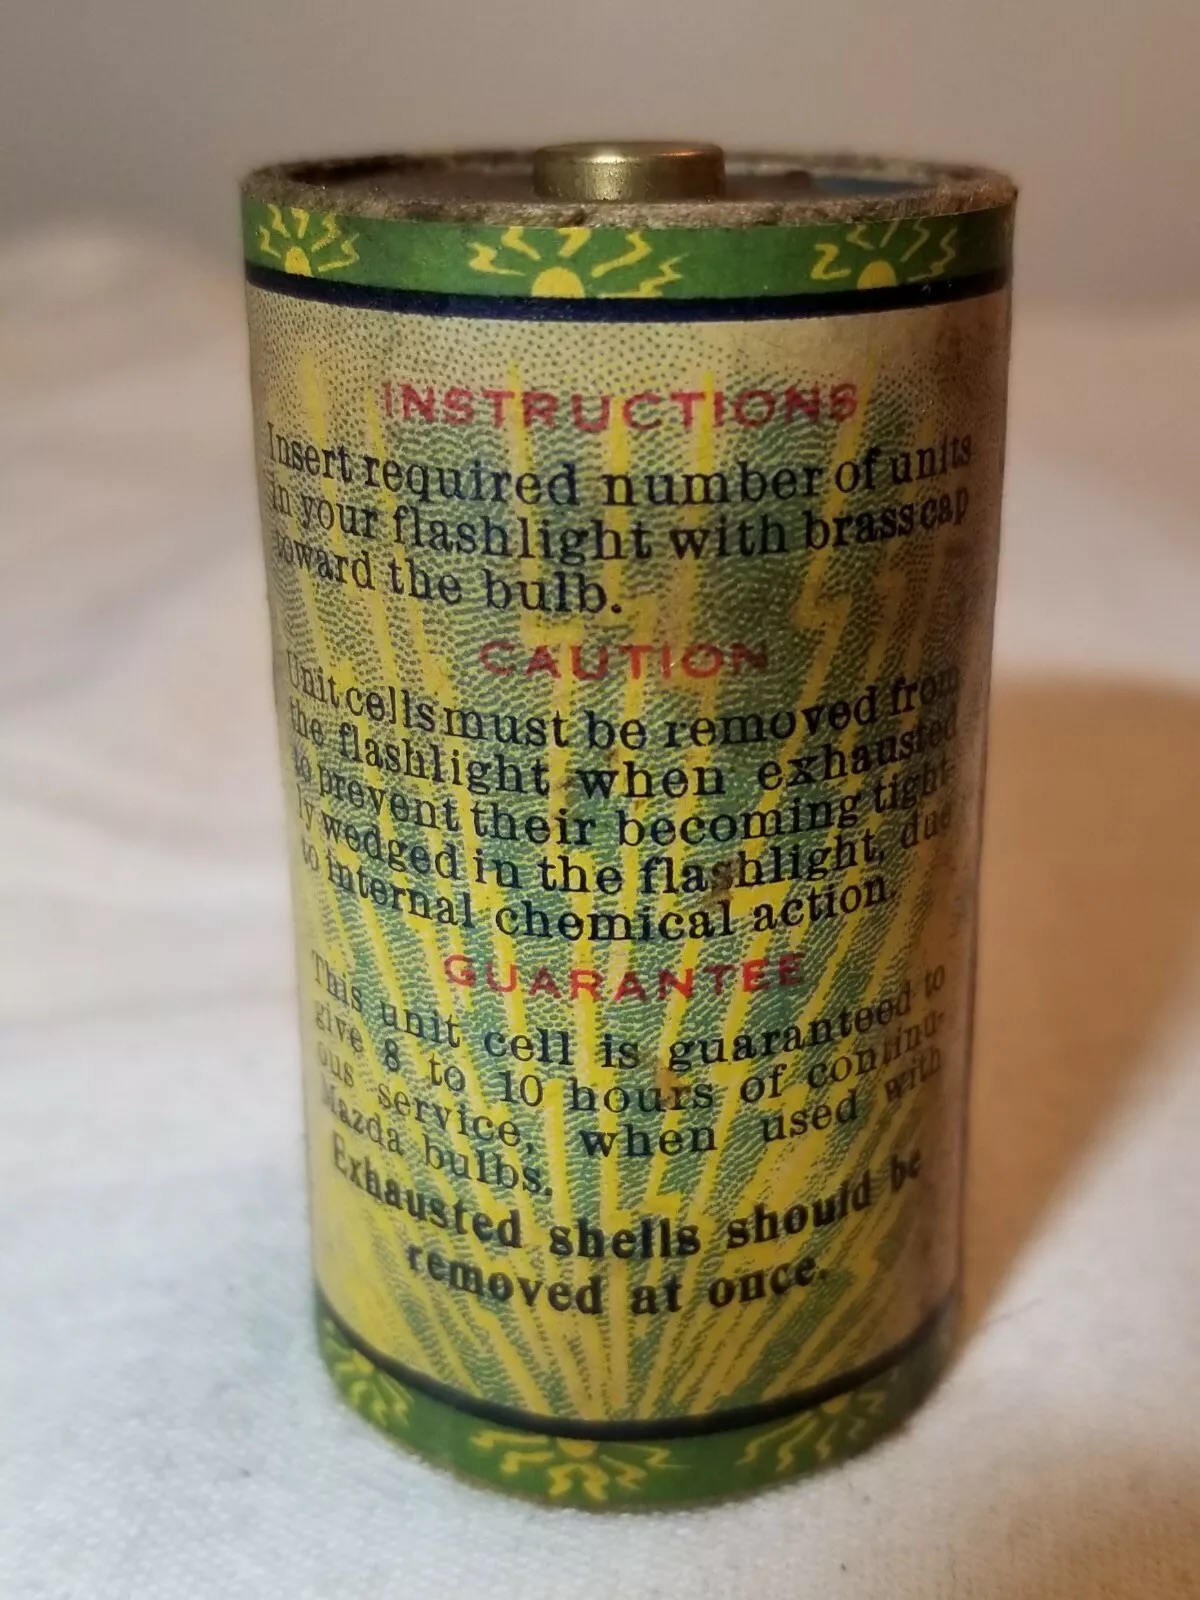 INSTRUCTIONS
Insert required number of units
in your flashlight with brass cap
toward the bulb.
CAUTION
Unit cells must be removed from
the flashlight when exhausted
to prevent their becoming tight-
ly wedged in the flashlight, due
to internal chemical action.
GUARANTEE
This unit cell is guaranteed to
give 8 to 10 hours of continu-
ous service, when used with
Mazda bulbs.
Exhausted shells should be
removed at once.